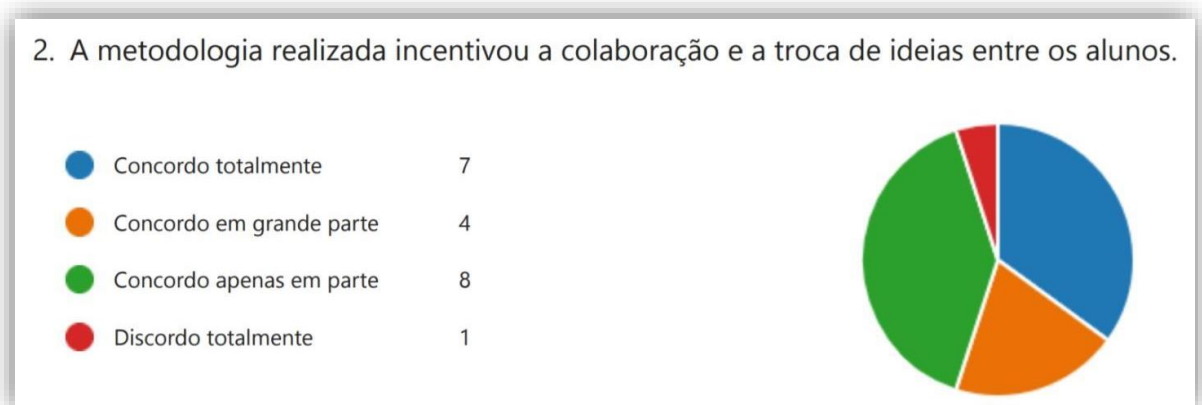 2. A metodologia realizada incentivou a colaboração e a troca de ideias entre os alunos.
Concordo totalmente 7
Concordo em grande parte 4
Concordo apenas em parte 8
Discordo totalmente 1